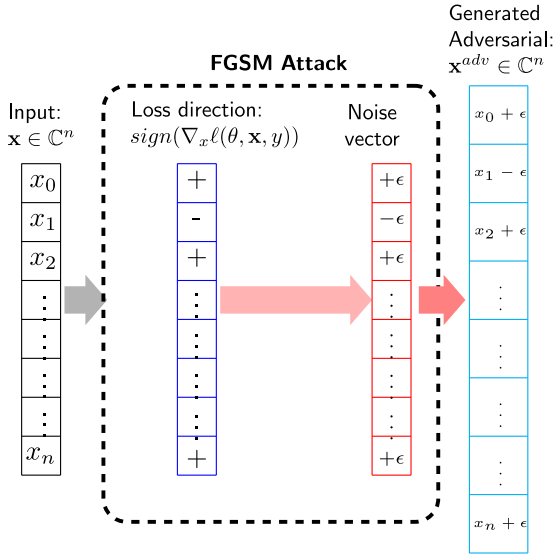 Generated
Adversarial:
𝐱^{adv} ∈ ℂ^n
FGSM Attack
Input:
𝐱 ∈ ℂ^n
Loss direction:
sign(∇_xℓ(θ, 𝐱, y))
Noise
vector
x_0
x_1
x_2
⋮
⋮
⋮
⋮
x_n
+
-
+
⋮
⋮
⋮
⋮
+
+ϵ
−ϵ
+ϵ
⋮
⋮
⋮
⋮
+ϵ
x_0 + ϵ
x_1 − ϵ
x_2 + ϵ
⋮
⋮
⋮
⋮
x_n + ϵ